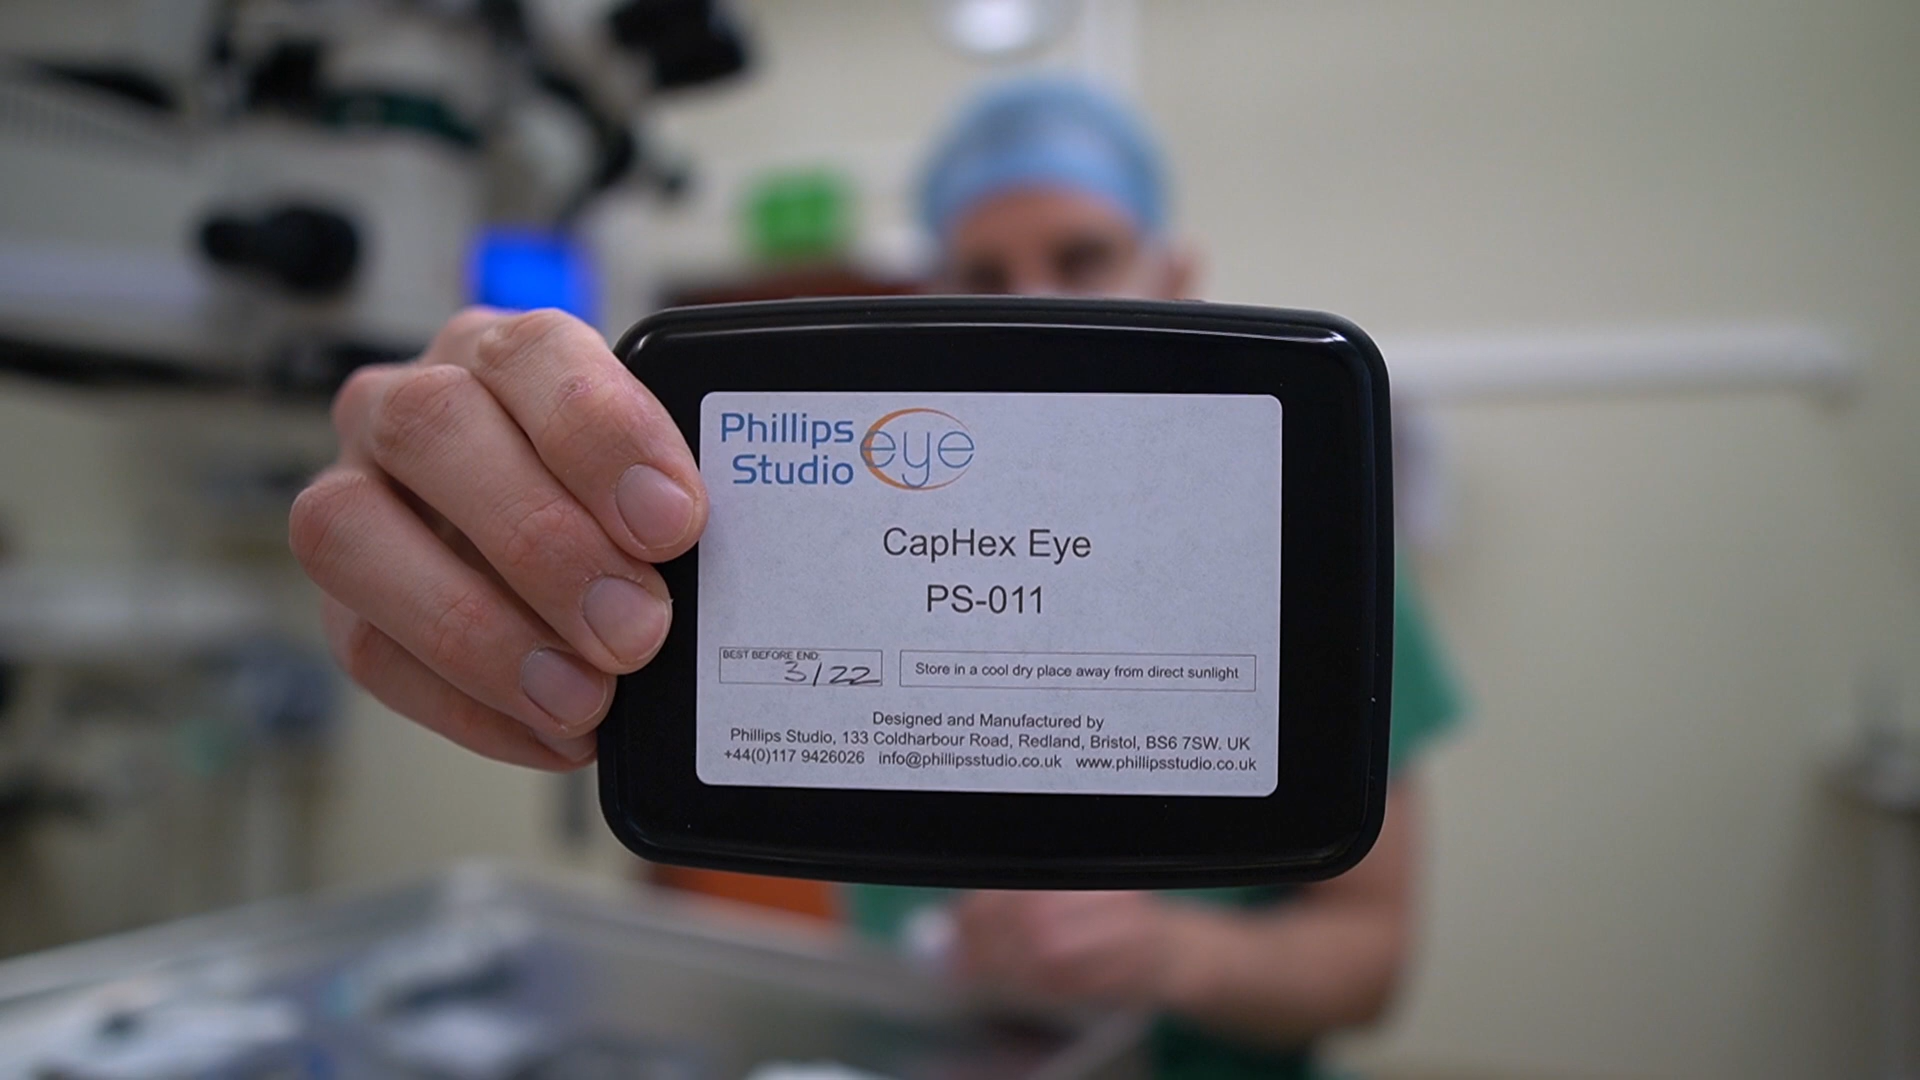 Phillips
Studio
eye
CapHex Eye
PS-011
BEST BEFORE END:
3/22
Store in a cool dry place away from direct sunlight
Designed and Manufactured by
Phillips Studio, 133 Coldharbour Road, Redland, Bristol, BS6 7SW. UK
+44(0)117 9426026 info@phillipsstudio.co.uk www.phillipsstudio.co.uk